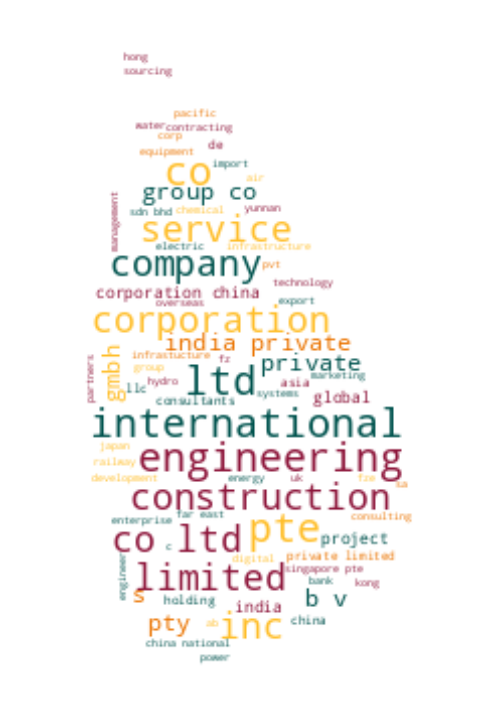 hong
sourcing
pacific
water contracting
corp
de
equipment
co import
air
group co
management
sdn bhd chemical yunnan
service
electric infrastructure
company pvt
technology
corporation china
overseas export
corporation
india private
infrastucture fz private
partners
gmbh
group
ltd
marketing
llc hydro asia
consultants systems global
international
japan
engineering
railway
development energy uk fze sa
construction
enterprise far east consulting
co ltd pte project
c
digital private limited
engineer
limited singapore pte
bank kong
s holding b v
india
pty ab inc china
china national
power